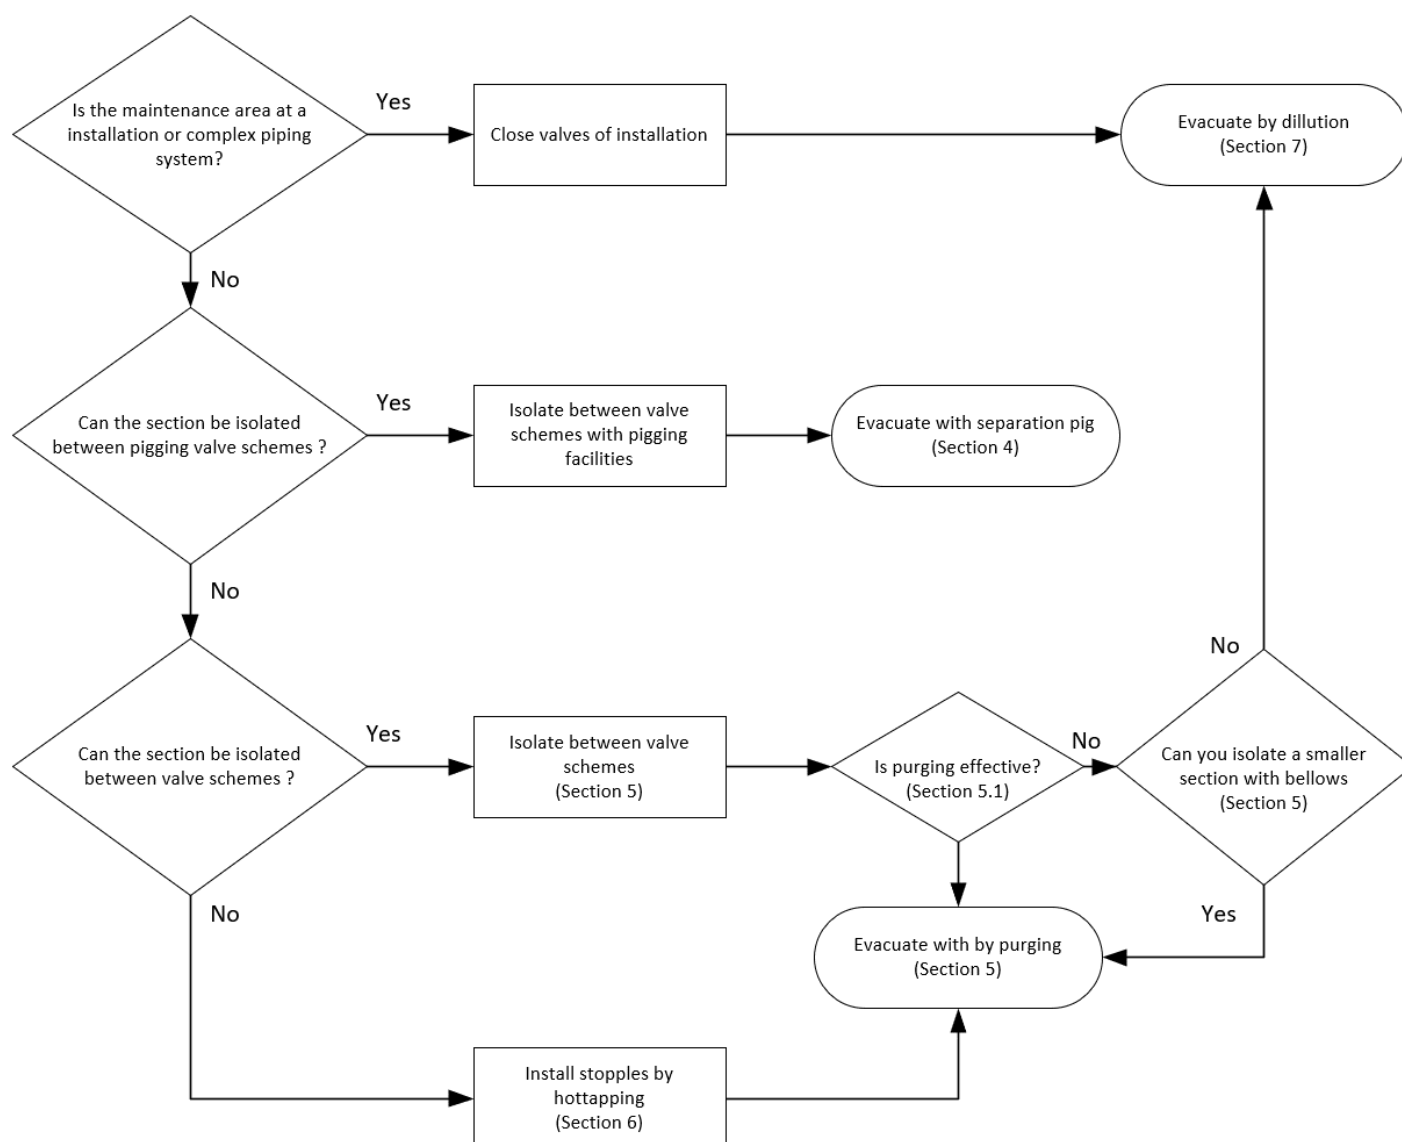 Is the maintenance area at a
installation or complex piping
system?
Yes
Close valves of installation
Evacuate by dillution
(Section 7)
No
Can the section be isolated
between pigging valve schemes ?
Yes
Isolate between valve
schemes with pigging
facilities
Evacuate with separation pig
(Section 4)
No
Can the section be isolated
between valve schemes ?
Yes
Isolate between valve
schemes
(Section 5)
Is purging effective?
(Section 5.1)
No
Can you isolate a smaller
section with bellows
(Section 5)
No
Yes
Evacuate with by purging
(Section 5)
No
Install stopples by
hottapping
(Section 6)